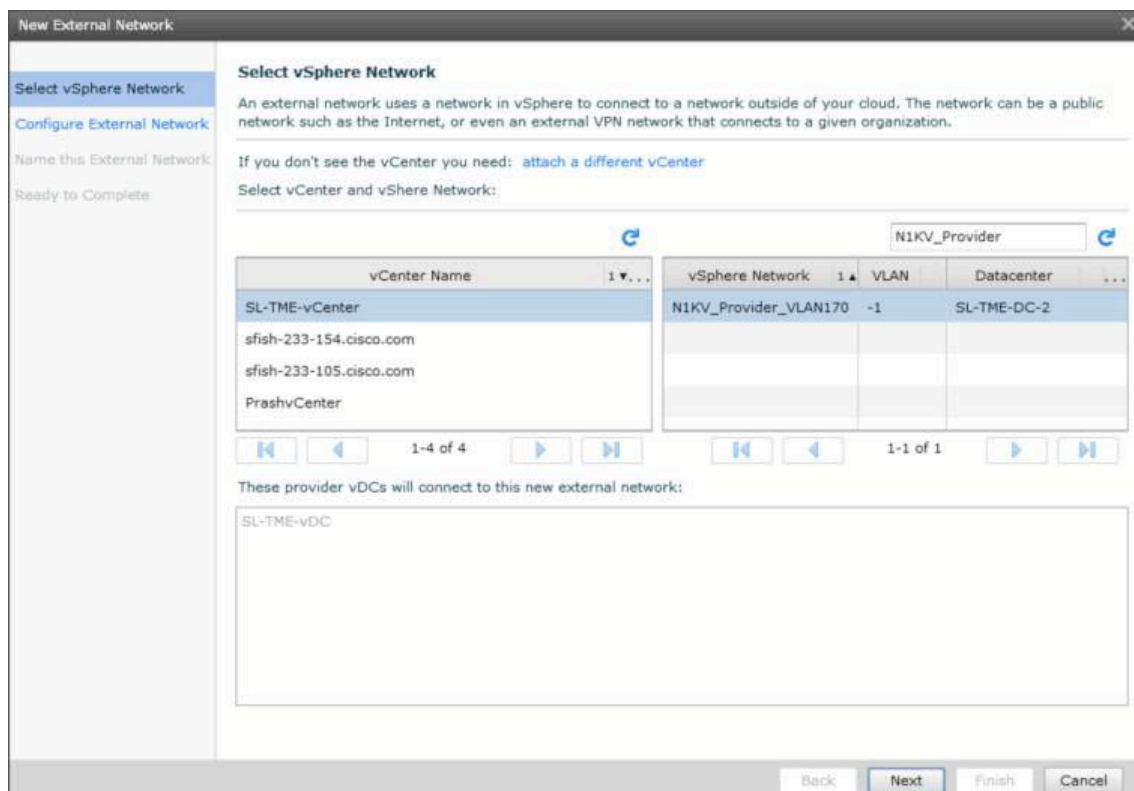 New External Network
Select vSphere Network
Configure External Network
Name this External Network
Ready to Complete
Select vSphere Network
An external network uses a network in vSphere to connect to a network outside of your cloud. The network can be a public
network such as the Internet, or even an external VPN network that connects to a given organization.
If you don't see the vCenter you need: attach a different vCenter
Select vCenter and vShere Network:
N1KV_Provider
vCenter Name 1 ▼...
SL-TME-vCenter
sfish-233-154.cisco.com
sfish-233-105.cisco.com
PrashvCenter
1-4 of 4
vSphere Network 1 ▲ VLAN Datacenter ...
N1KV_Provider_VLAN170 -1 SL-TME-DC-2
1-1 of 1
These provider vDCs will connect to this new external network:
SL-TME-vDC
Back Next Finish Cancel